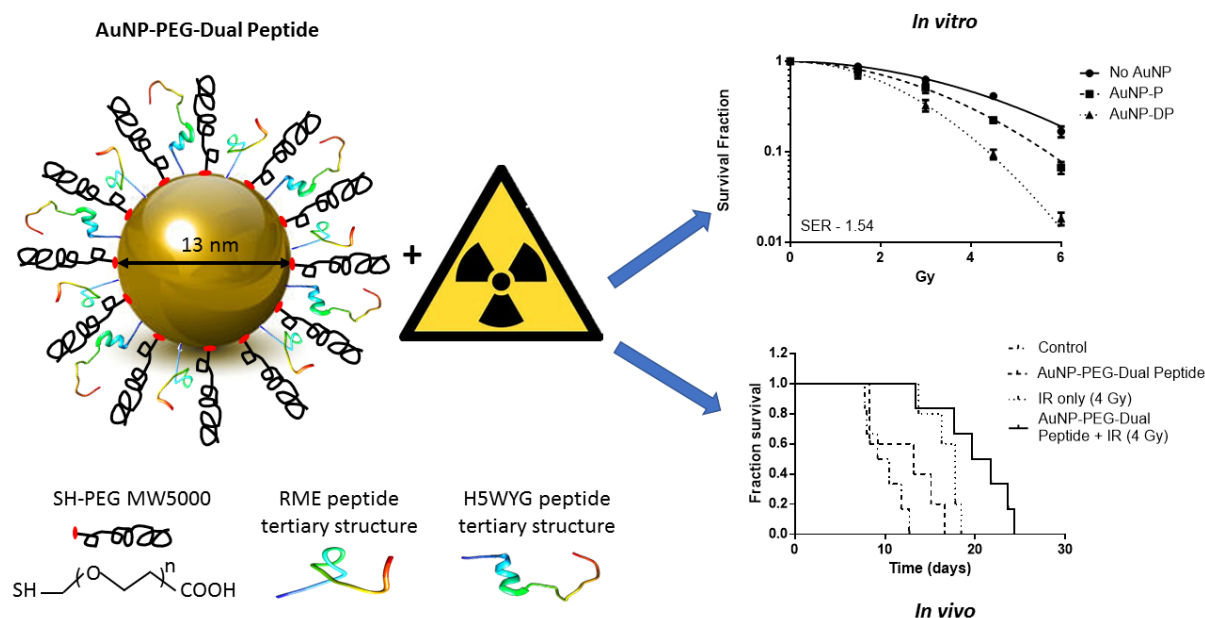 AuNP-PEG-Dual Peptide
13 nm
+
SH-PEG MW5000
RME peptide
tertiary structure
H5WYG peptide
tertiary structure
SH
O
n
COOH
In vitro
Survival Fraction
1
0.1
0.01
SER - 1.54
0 2 4 6
Gy
No AuNP
AuNP-P
AuNP-DP
Fraction survival
1.2
1.0
0.8
0.6
0.4
0.2
0.0
0 10 20 30
Time (days)
Control
AuNP-PEG-Dual Peptide
IR only (4 Gy)
AuNP-PEG-Dual
Peptide + IR (4 Gy)
In vivo